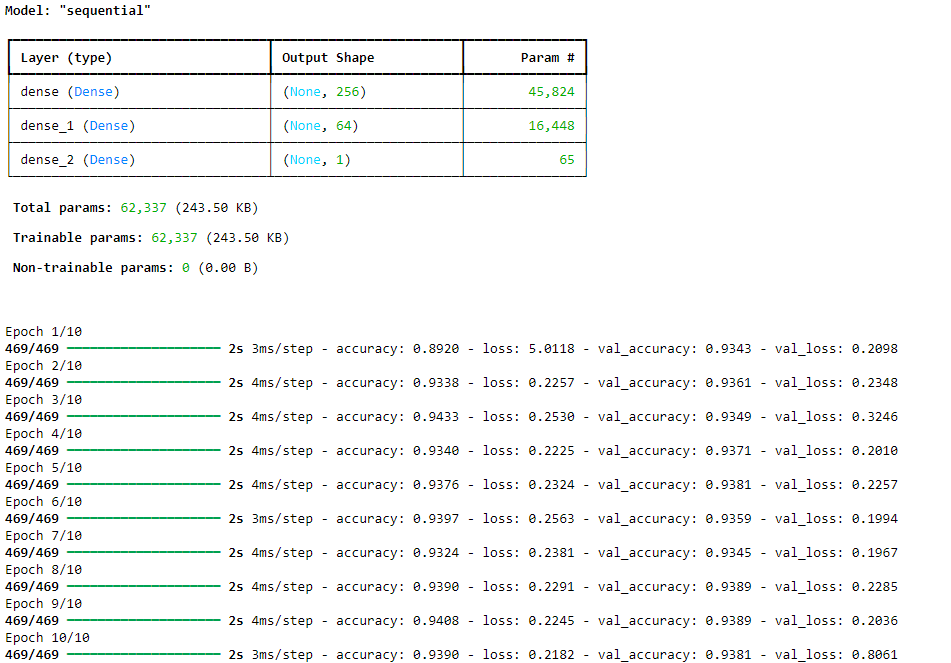 Model: "sequential"
Layer (type) Output Shape Param #
dense (Dense) (None, 256) 45,824
dense_1 (Dense) (None, 64) 16,448
dense_2 (Dense) (None, 1) 65
Total params: 62,337 (243.50 KB)
Trainable params: 62,337 (243.50 KB)
Non-trainable params: 0 (0.00 B)
Epoch 1/10
469/469 2s 3ms/step - accuracy: 0.8920 - loss: 5.0118 - val_accuracy: 0.9343 - val_loss: 0.2098
Epoch 2/10
469/469 2s 4ms/step - accuracy: 0.9338 - loss: 0.2257 - val_accuracy: 0.9361 - val_loss: 0.2348
Epoch 3/10
469/469 2s 4ms/step - accuracy: 0.9433 - loss: 0.2530 - val_accuracy: 0.9349 - val_loss: 0.3246
Epoch 4/10
469/469 2s 4ms/step - accuracy: 0.9340 - loss: 0.2225 - val_accuracy: 0.9371 - val_loss: 0.2010
Epoch 5/10
469/469 2s 4ms/step - accuracy: 0.9376 - loss: 0.2324 - val_accuracy: 0.9381 - val_loss: 0.2257
Epoch 6/10
469/469 2s 3ms/step - accuracy: 0.9397 - loss: 0.2563 - val_accuracy: 0.9359 - val_loss: 0.1994
Epoch 7/10
469/469 2s 4ms/step - accuracy: 0.9324 - loss: 0.2381 - val_accuracy: 0.9345 - val_loss: 0.1967
Epoch 8/10
469/469 2s 4ms/step - accuracy: 0.9390 - loss: 0.2291 - val_accuracy: 0.9389 - val_loss: 0.2285
Epoch 9/10
469/469 2s 4ms/step - accuracy: 0.9408 - loss: 0.2245 - val_accuracy: 0.9389 - val_loss: 0.2036
Epoch 10/10
469/469 2s 3ms/step - accuracy: 0.9390 - loss: 0.2182 - val_accuracy: 0.9381 - val_loss: 0.8061